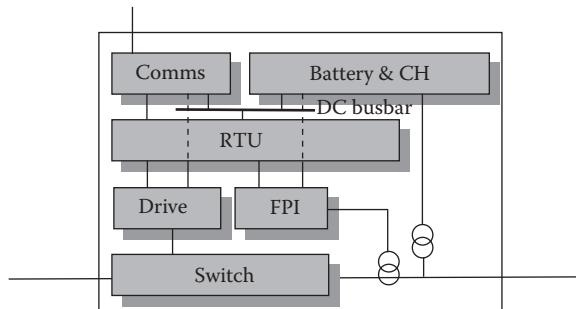 Comms
Battery & CH
DC busbar
RTU
Drive
FPI
Switch